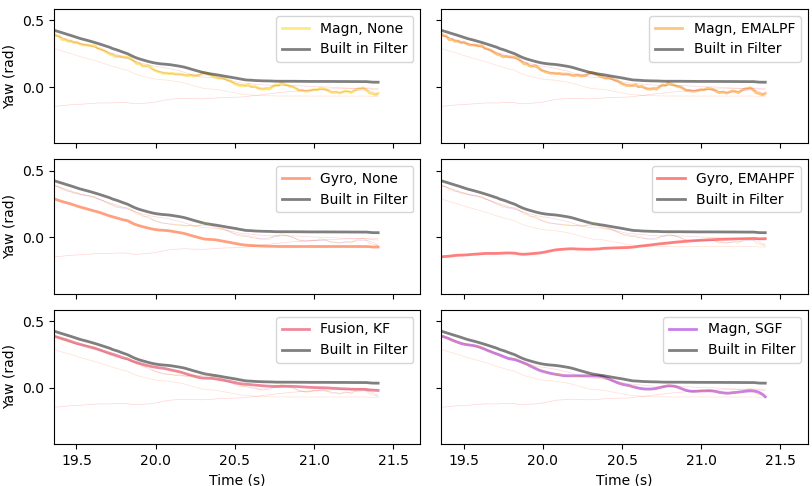 0.5
0.0
Yaw (rad)
Magn, None
Built in Filter
Magn, EMALPF
Built in Filter
0.5
0.0
Yaw (rad)
Gyro, None
Built in Filter
Gyro, EMAHPF
Built in Filter
0.5
0.0
Yaw (rad)
Fusion, KF
Built in Filter
Magn, SGF
Built in Filter
19.5 20.0 20.5 21.0 21.5
Time (s)
19.5 20.0 20.5 21.0 21.5
Time (s)